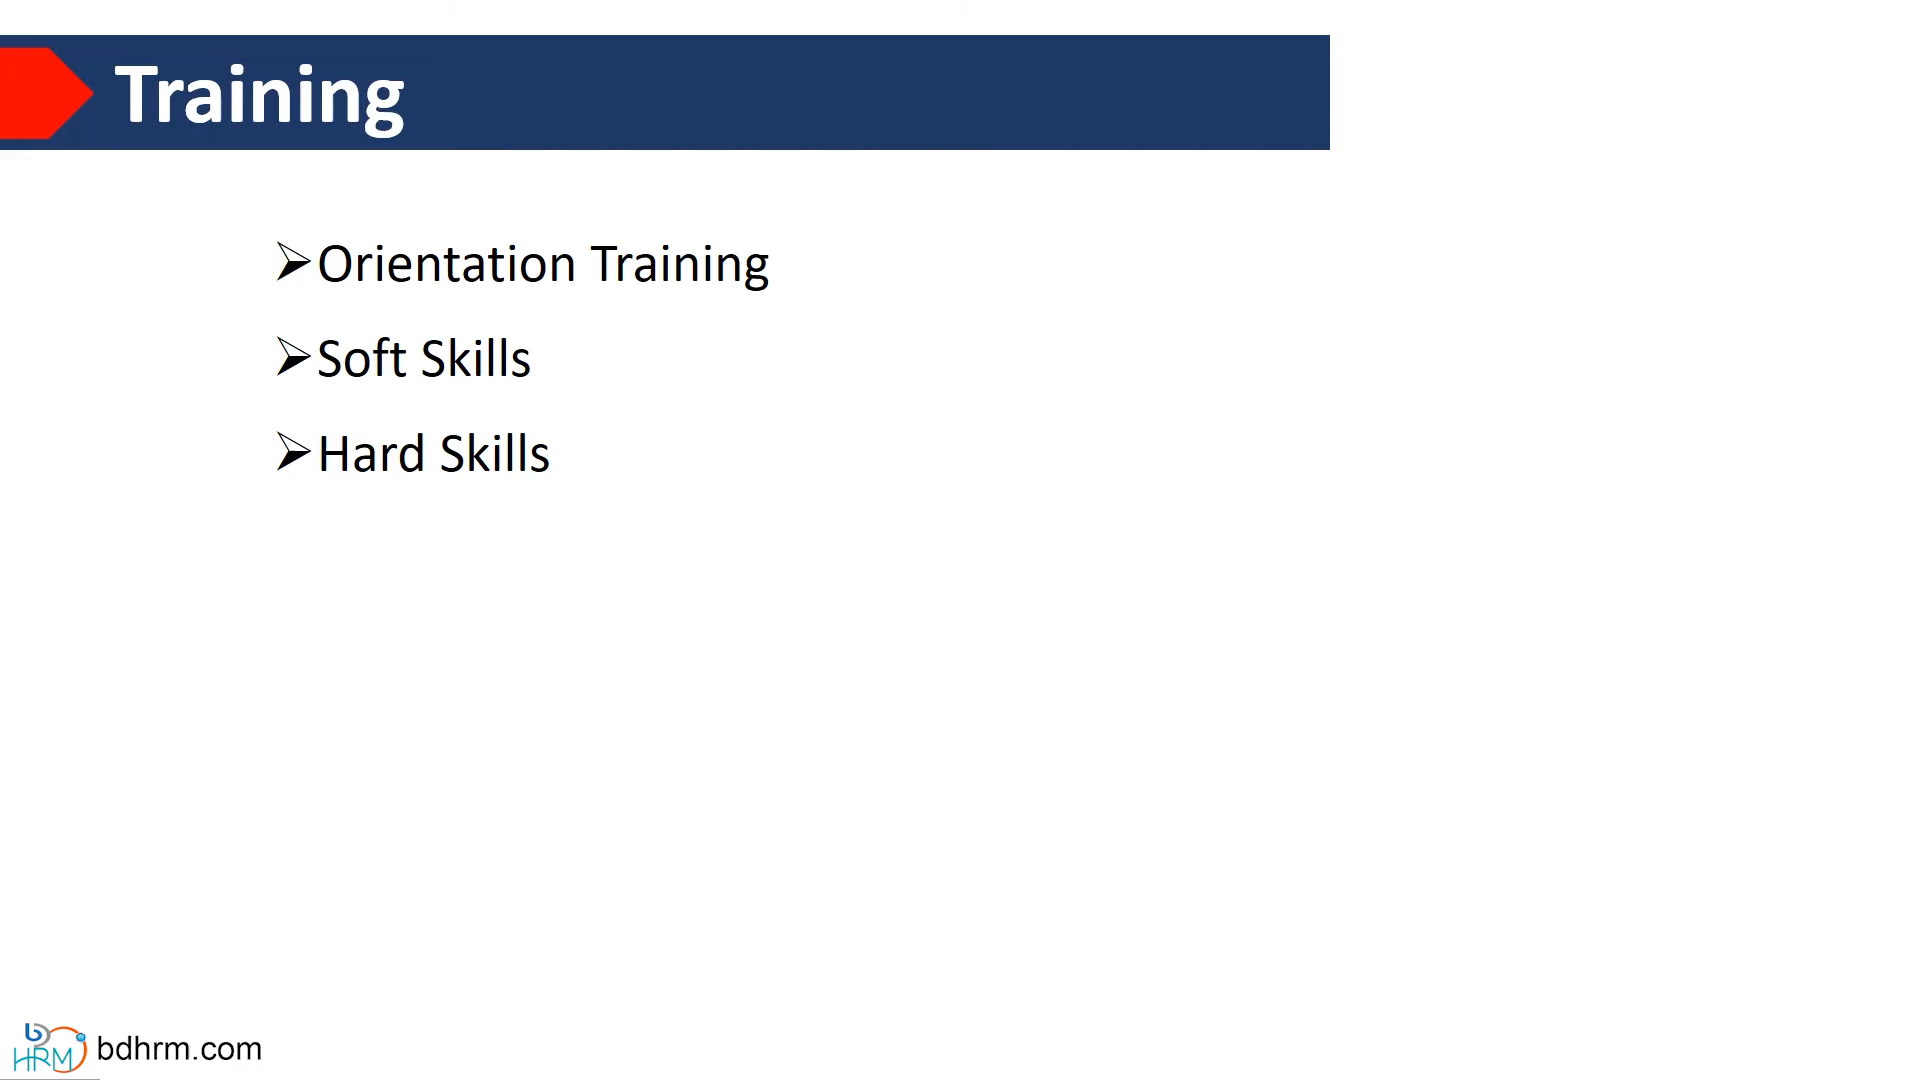 Training
➢Orientation Training
➢Soft Skills
➢Hard Skills
b
HRM
bdhrm.com